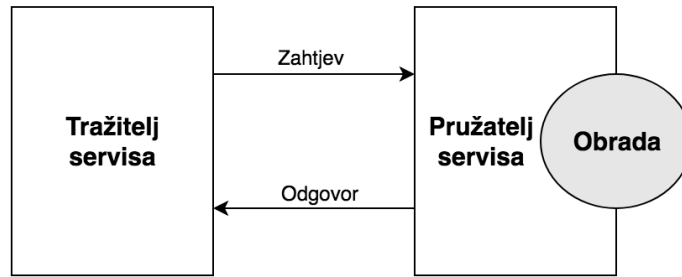 Zahtjev
Tražitelj
servisa
Pružatelj
servisa
Obrada
Odgovor